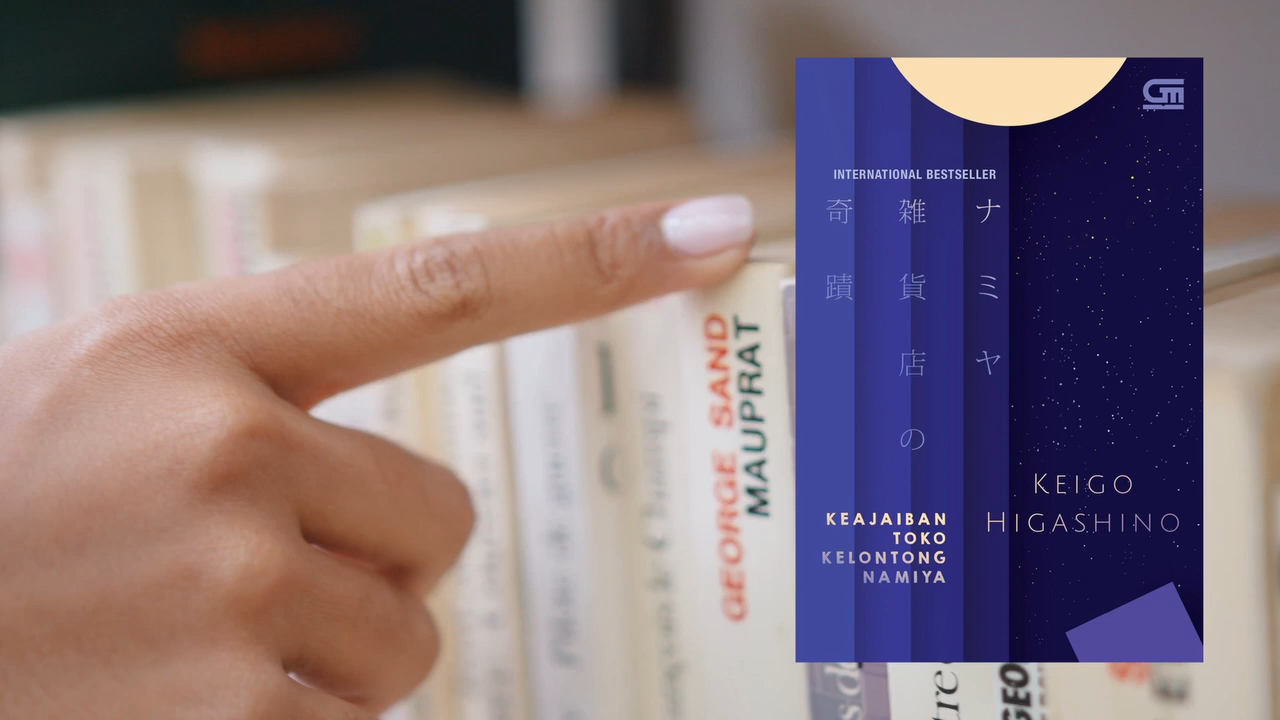 INTERNATIONAL BESTSELLER
ナミヤ
雑貨店の
奇蹟
KEIGO
HIGASHINO
KEAJAIBAN
TOKO
KELONTONG
NAMIYA
GEORGE SAND
MAUPRAT